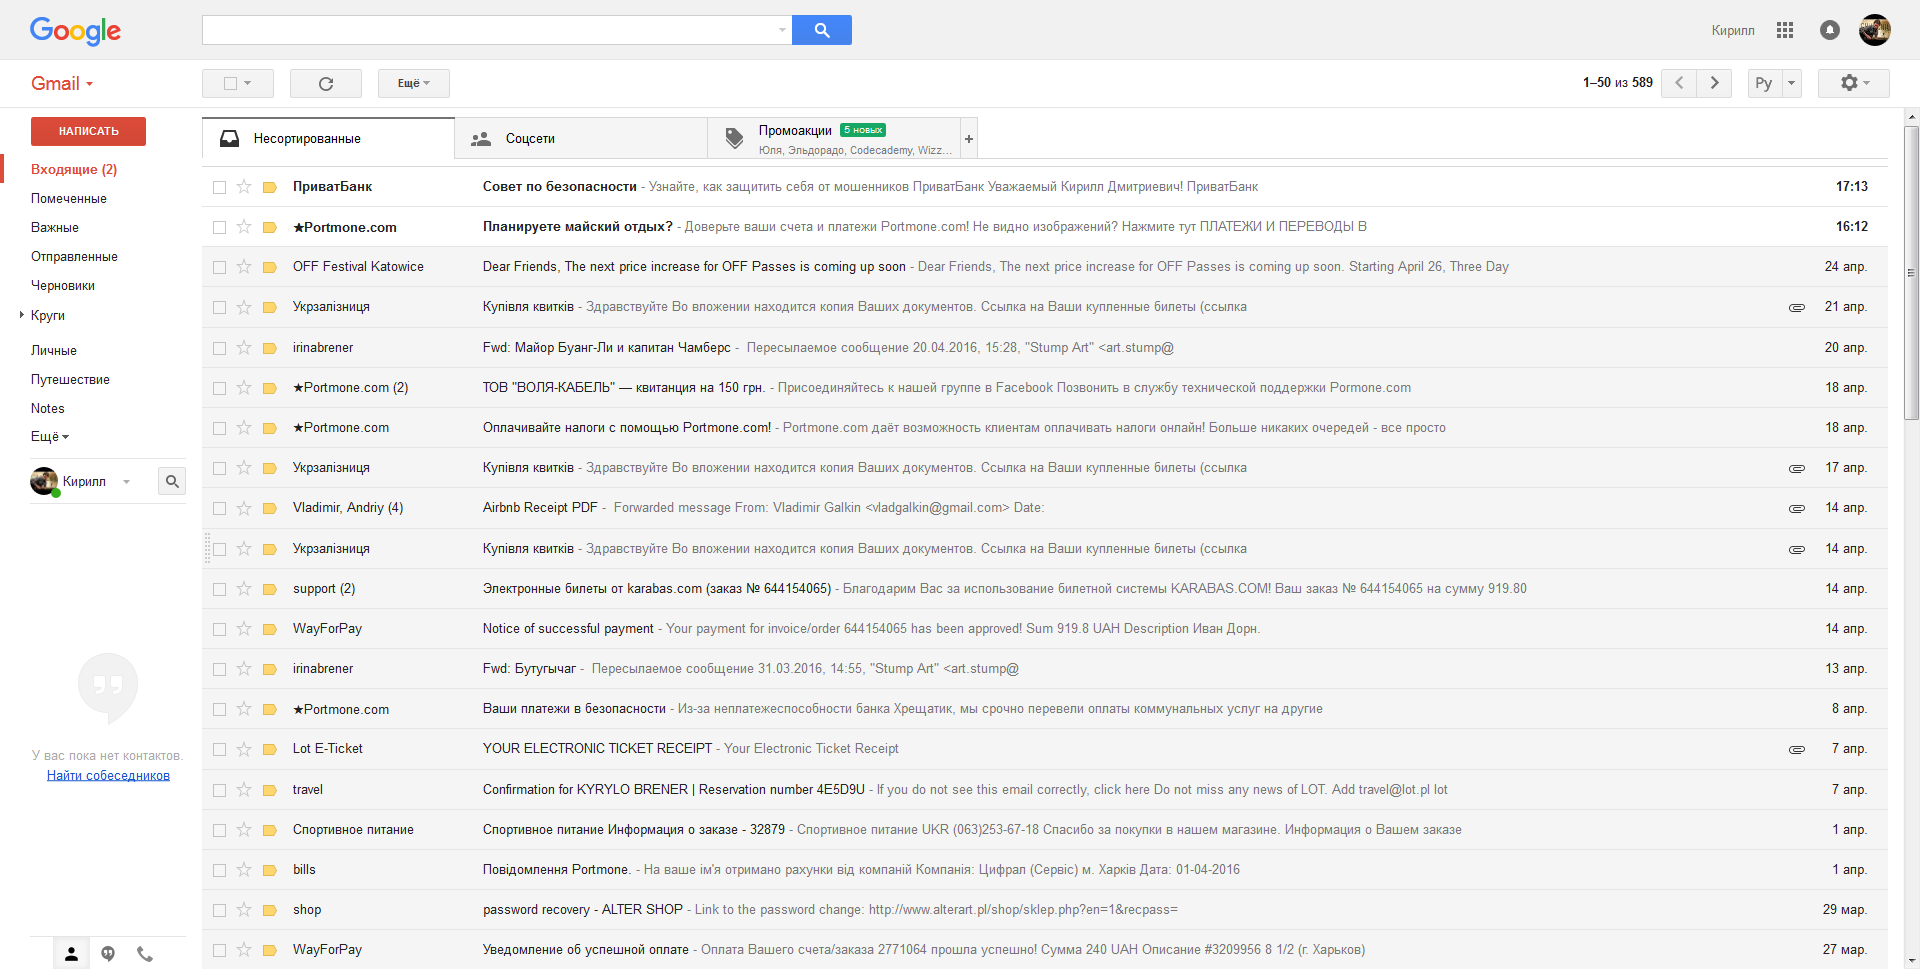 Google
Кирилл
Gmail
Ещё
1–50 из 589
Ру
НАПИСАТЬ
Входящие (2)
Помеченные
Важные
Отправленные
Черновики
Круги
Личные
Путешествие
Notes
Ещё
Кирилл
У вас пока нет контактов.
Найти собеседников
Несортированные
Соцсети
Промоакции 5 новых
Юля, Эльдорадо, Codecademy, Wizz...
+
ПриватБанк Совет по безопасности - Узнайте, как защитить себя от мошенников ПриватБанк Уважаемый Кирилл Дмитриевич! ПриватБанк 17:13
★Portmone.com Планируете майский отдых? - Доверьте ваши счета и платежи Portmone.com! Не видно изображений? Нажмите тут ПЛАТЕЖИ И ПЕРЕВОДЫ В 16:12
OFF Festival Katowice Dear Friends, The next price increase for OFF Passes is coming up soon - Dear Friends, The next price increase for OFF Passes is coming up soon. Starting April 26, Three Day 24 апр.
Укрзалізниця Купівля квитків - Здравствуйте Во вложении находится копия Ваших документов. Ссылка на Ваши купленные билеты (ссылка 21 апр.
irinabrener Fwd: Майор Буанг-Ли и капитан Чамберс - Пересылаемое сообщение 20.04.2016, 15:28, "Stump Art" <art.stump@ 20 апр.
★Portmone.com (2) ТОВ "ВОЛЯ-КАБЕЛЬ" — квитанция на 150 грн. - Присоединяйтесь к нашей группе в Facebook Позвонить в службу технической поддержки Pormone.com 18 апр.
★Portmone.com Оплачивайте налоги с помощью Portmone.com! - Portmone.com даёт возможность клиентам оплачивать налоги онлайн! Больше никаких очередей - все просто 18 апр.
Укрзалізниця Купівля квитків - Здравствуйте Во вложении находится копия Ваших документов. Ссылка на Ваши купленные билеты (ссылка 17 апр.
Vladimir, Andriy (4) Airbnb Receipt PDF - Forwarded message From: Vladimir Galkin <vladgalkin@gmail.com> Date: 14 апр.
Укрзалізниця Купівля квитків - Здравствуйте Во вложении находится копия Ваших документов. Ссылка на Ваши купленные билеты (ссылка 14 апр.
support (2) Электронные билеты от karabas.com (заказ № 644154065) - Благодарим Вас за использование билетной системы KARABAS.COM! Ваш заказ № 644154065 на сумму 919.80 14 апр.
WayForPay Notice of successful payment - Your payment for invoice/order 644154065 has been approved! Sum 919.8 UAH Description Иван Дорн. 14 апр.
irinabrener Fwd: Бутугычаг - Пересылаемое сообщение 31.03.2016, 14:55, "Stump Art" <art.stump@ 13 апр.
★Portmone.com Ваши платежи в безопасности - Из-за неплатежеспособности банка Хрещатик, мы срочно перевели оплаты коммунальных услуг на другие 8 апр.
Lot E-Ticket YOUR ELECTRONIC TICKET RECEIPT - Your Electronic Ticket Receipt 7 апр.
travel Confirmation for KYRYLO BRENER | Reservation number 4E5D9U - If you do not see this email correctly, click here Do not miss any news of LOT. Add travel@lot.pl lot 7 апр.
Спортивное питание Спортивное питание Информация о заказе - 32879 - Спортивное питание UKR (063)253-67-18 Спасибо за покупки в нашем магазине. Информация о Вашем заказе 1 апр.
bills Повідомлення Portmone. - На ваше ім'я отримано рахунки від компаній Компанія: Цифрал (Сервіс) м. Харків Дата: 01-04-2016 1 апр.
shop password recovery - ALTER SHOP - Link to the password change: http://www.alterart.pl/shop/sklep.php?en=1&recpass= 29 мар.
WayForPay Уведомление об успешной оплате - Оплата Вашего счета/заказа 2771064 прошла успешно! Сумма 240 UAH Описание #3209956 8 1/2 (г. Харьков) 27 мар.